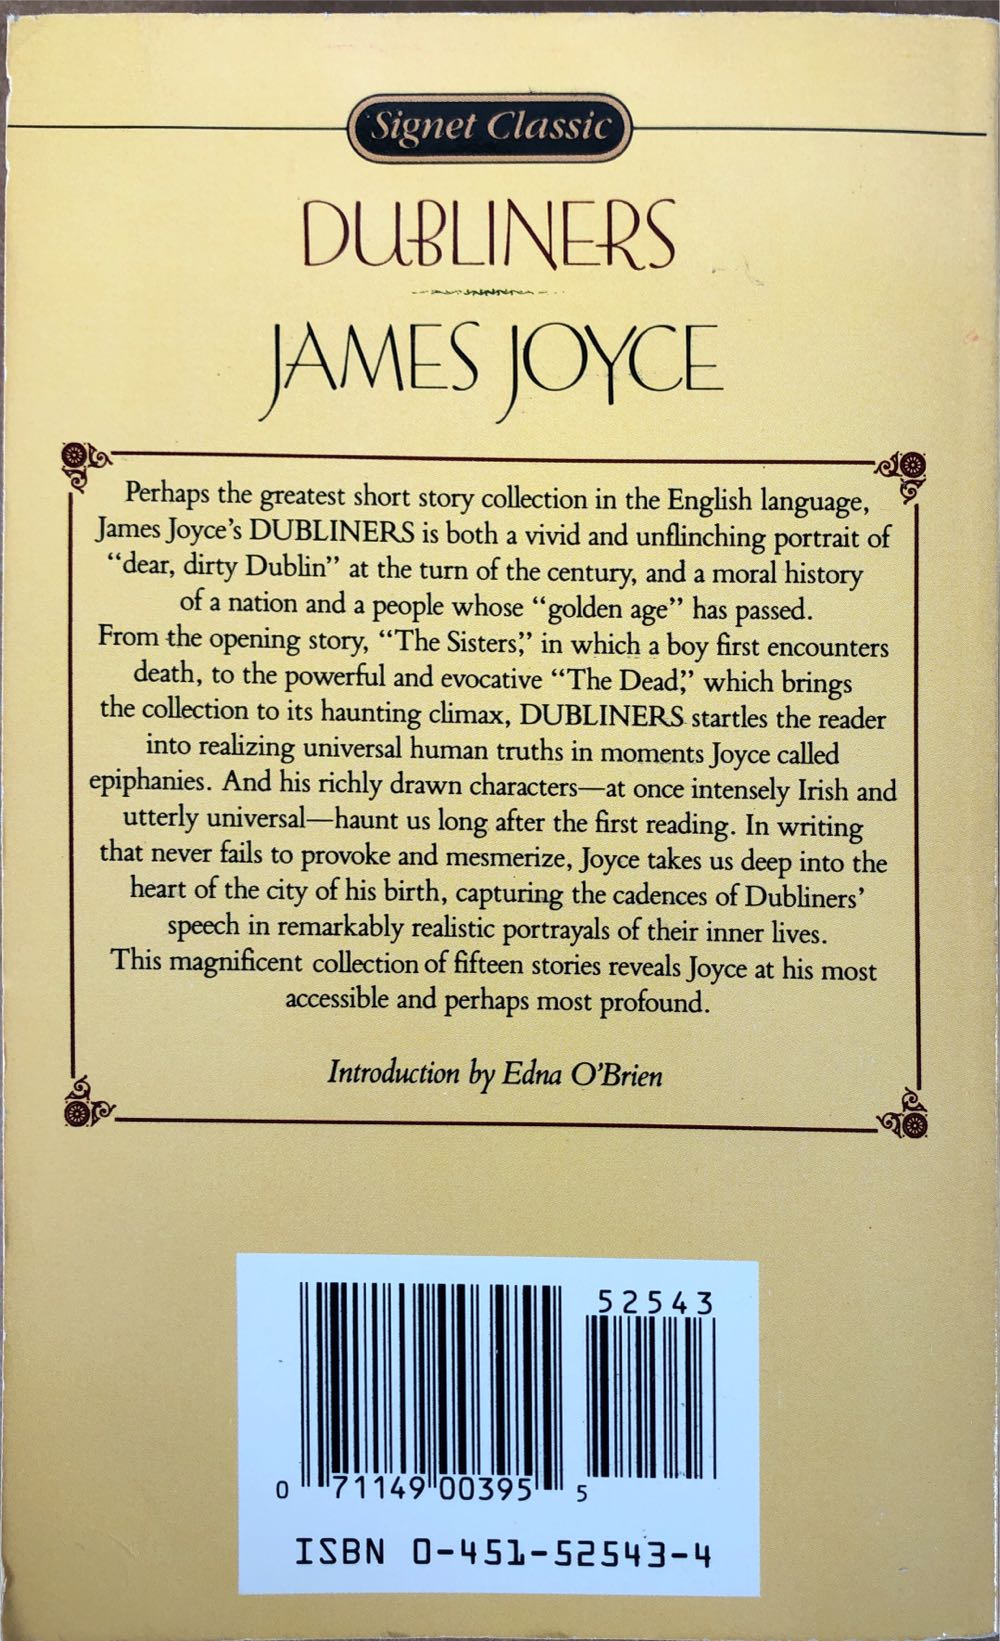 Signet Classic
DUBLINERS
JAMES JOYCE
Perhaps the greatest short story collection in the English language,
James Joyce's DUBLINERS is both a vivid and unflinching portrait of
“dear, dirty Dublin” at the turn of the century, and a moral history
of a nation and a people whose “golden age” has passed.
From the opening story, “The Sisters,” in which a boy first encounters
death, to the powerful and evocative “The Dead,” which brings
the collection to its haunting climax, DUBLINERS startles the reader
into realizing universal human truths in moments Joyce called
epiphanies. And his richly drawn characters—at once intensely Irish and
utterly universal—haunt us long after the first reading. In writing
that never fails to provoke and mesmerize, Joyce takes us deep into the
heart of the city of his birth, capturing the cadences of Dubliners’
speech in remarkably realistic portrayals of their inner lives.
This magnificent collection of fifteen stories reveals Joyce at his most
accessible and perhaps most profound.
Introduction by Edna O’Brien
52543
0 71149 00395 5
ISBN 0-451-52543-4